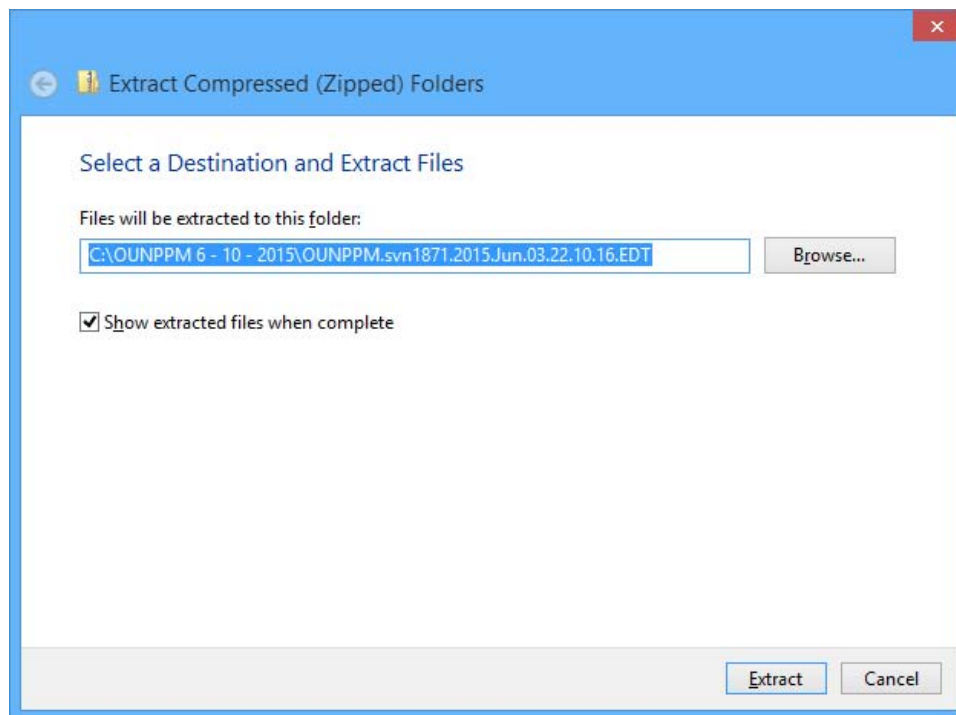 Extract Compressed (Zipped) Folders
Select a Destination and Extract Files
Files will be extracted to this folder:
C:\OUNPPM 6 - 10 - 2015\OUNPPM.svn1871.2015.Jun.03.22.10.16.EDT
Browse...
Show extracted files when complete
Extract
Cancel